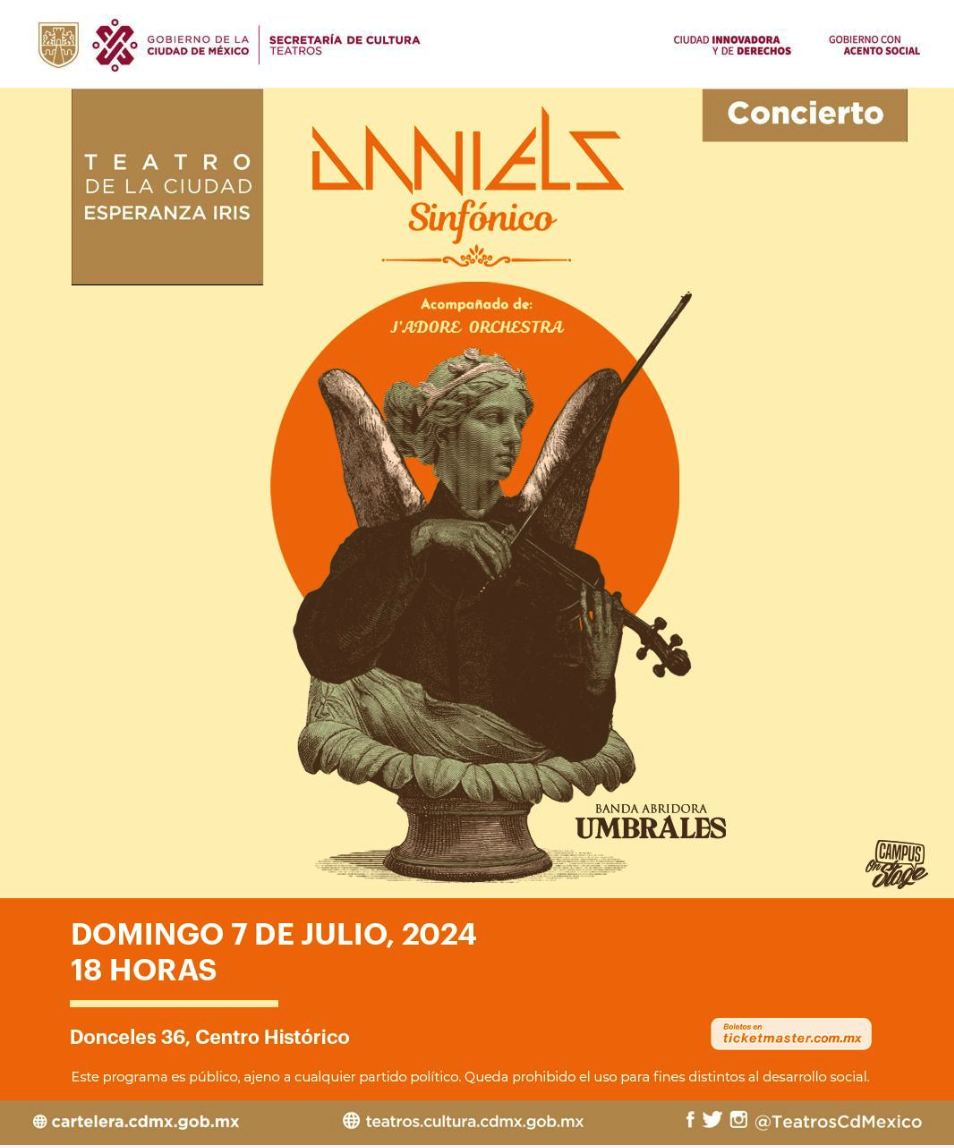 GOBIERNO DE LA
CIUDAD DE MÉXICO
SECRETARÍA DE CULTURA
TEATROS
CIUDAD INNOVADORA
Y DE DERECHOS
GOBIERNO CON
ACENTO SOCIAL
TEATRO
DE LA CIUDAD
ESPERANZA IRIS
Concierto
DANIELS
Sinfónico
Acompañado de:
J'ADORE ORCHESTRA
BANDA ABRIDORA
UMBRALES
CAMPUS
On Stage
DOMINGO 7 DE JULIO, 2024
18 HORAS
Donceles 36, Centro Histórico
Boletos en
ticketmaster.com.mx
Este programa es público, ajeno a cualquier partido político. Queda prohibido el uso para fines distintos al desarrollo social.
cartelera.cdmx.gob.mx
teatros.cultura.cdmx.gob.mx
@TeatrosCdMexico